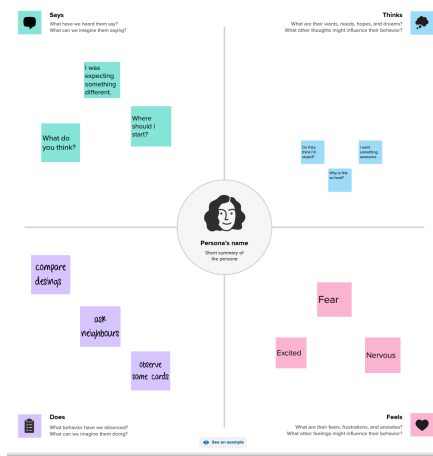 Says
What have we heard them say?
What can we imagine them saying?
Thinks
What are their wants, needs, hopes, and dreams?
What other thoughts might influence their behavior?
I was
expecting
something
different.
Where
should i
start?
What do
you think?
Do they
think I'm
stupid?
I want
something
awesome
Why is this
so hard?
Persona's name
Short summary of
the persona
compare
desings
ask
neighbours
observe
some cards
Fear
Excited
Nervous
Does
What behavior have we observed?
What can we imagine them doing?
Feels
What are their fears, frustrations, and anxieties?
What other feelings might influence their behavior?
See an example